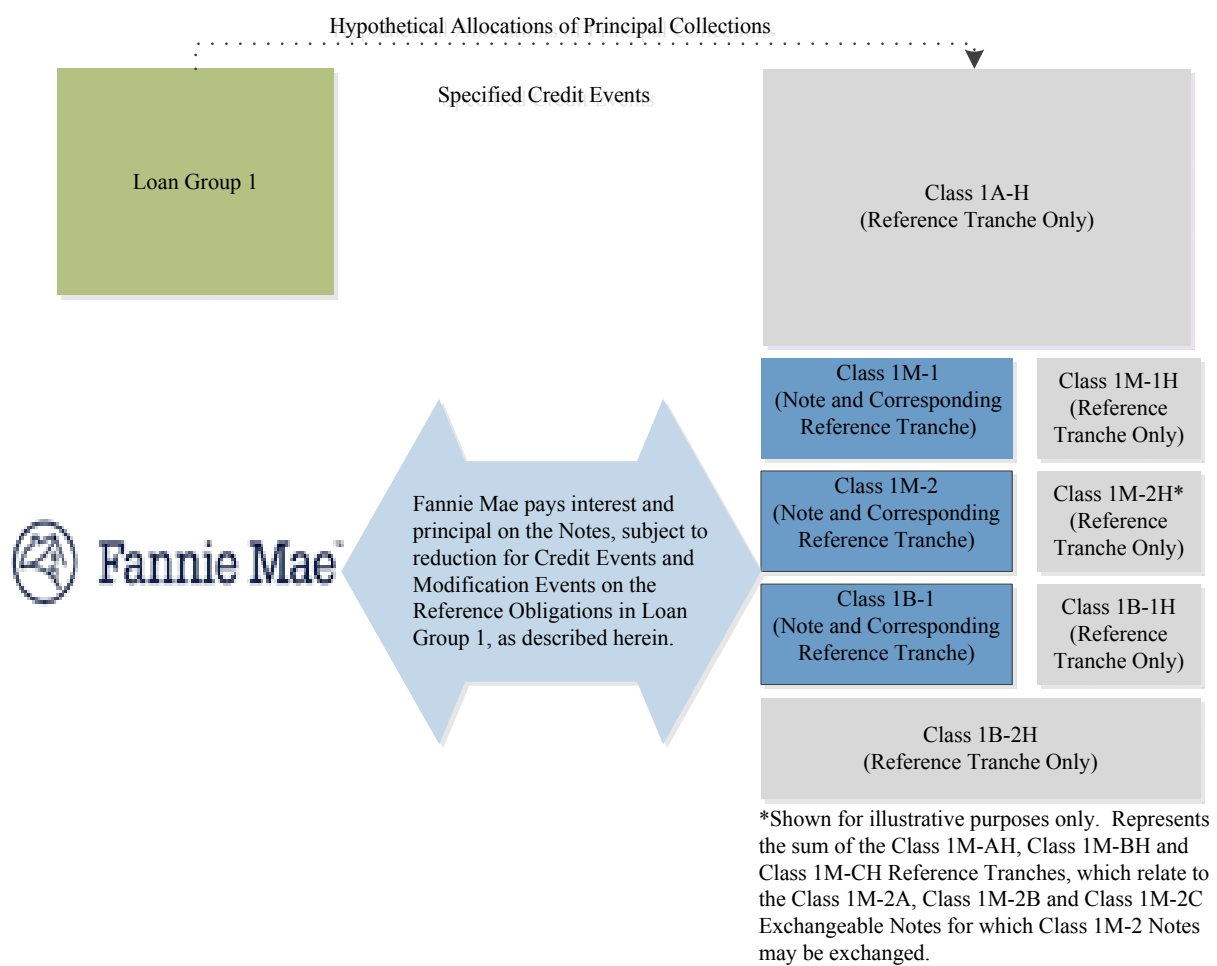 Hypothetical Allocations of Principal Collections
Specified Credit Events
Loan Group 1
Class 1A-H
(Reference Tranche Only)
Class 1M-1
(Note and Corresponding
Reference Tranche)
Class 1M-1H
(Reference
Tranche Only)
Class 1M-2
(Note and Corresponding
Reference Tranche)
Class 1M-2H*
(Reference
Tranche Only)
Fannie Mae pays interest and
principal on the Notes, subject to
reduction for Credit Events and
Modification Events on the
Reference Obligations in Loan
Group 1, as described herein.
Fannie Mae
Class 1B-1
(Note and Corresponding
Reference Tranche)
Class 1B-1H
(Reference
Tranche Only)
Class 1B-2H
(Reference Tranche Only)
*Shown for illustrative purposes only. Represents
the sum of the Class 1M-AH, Class 1M-BH and
Class 1M-CH Reference Tranches, which relate to
the Class 1M-2A, Class 1M-2B and Class 1M-2C
Exchangeable Notes for which Class 1M-2 Notes
may be exchanged.